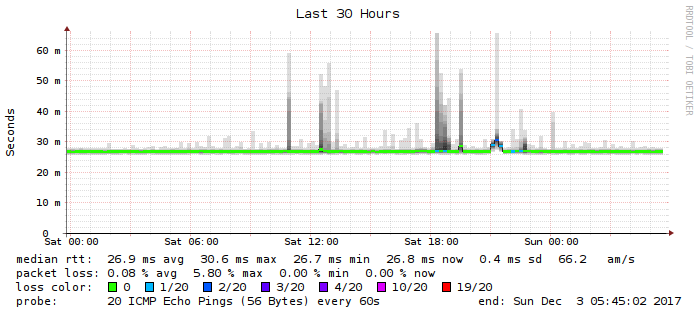 Last 30 Hours
RRDTOOL / TOBI OETIKER
Seconds
60 m
50 m
40 m
30 m
20 m
10 m
0
Sat 00:00 Sat 06:00 Sat 12:00 Sat 18:00 Sun 00:00
median rtt: 26.9 ms avg 30.6 ms max 26.7 ms min 26.8 ms now 0.4 ms sd 66.2 am/s
packet loss: 0.08 % avg 5.80 % max 0.00 % min 0.00 % now
loss color: 0 1/20 2/20 3/20 4/20 10/20 19/20
probe: 20 ICMP Echo Pings (56 Bytes) every 60s end: Sun Dec 3 05:45:02 2017